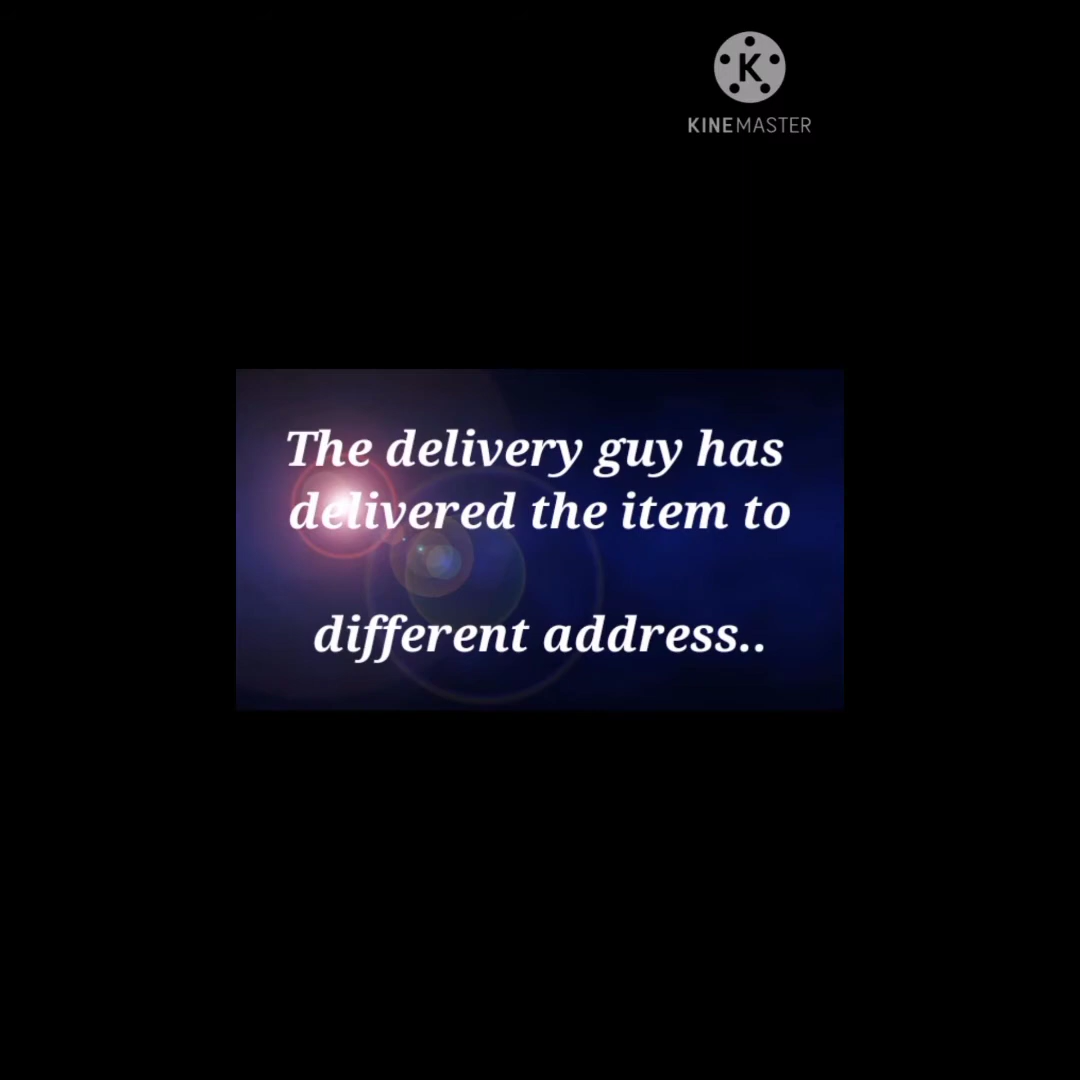 K
KINEMASTER
The delivery guy has
delivered the item to
different address..